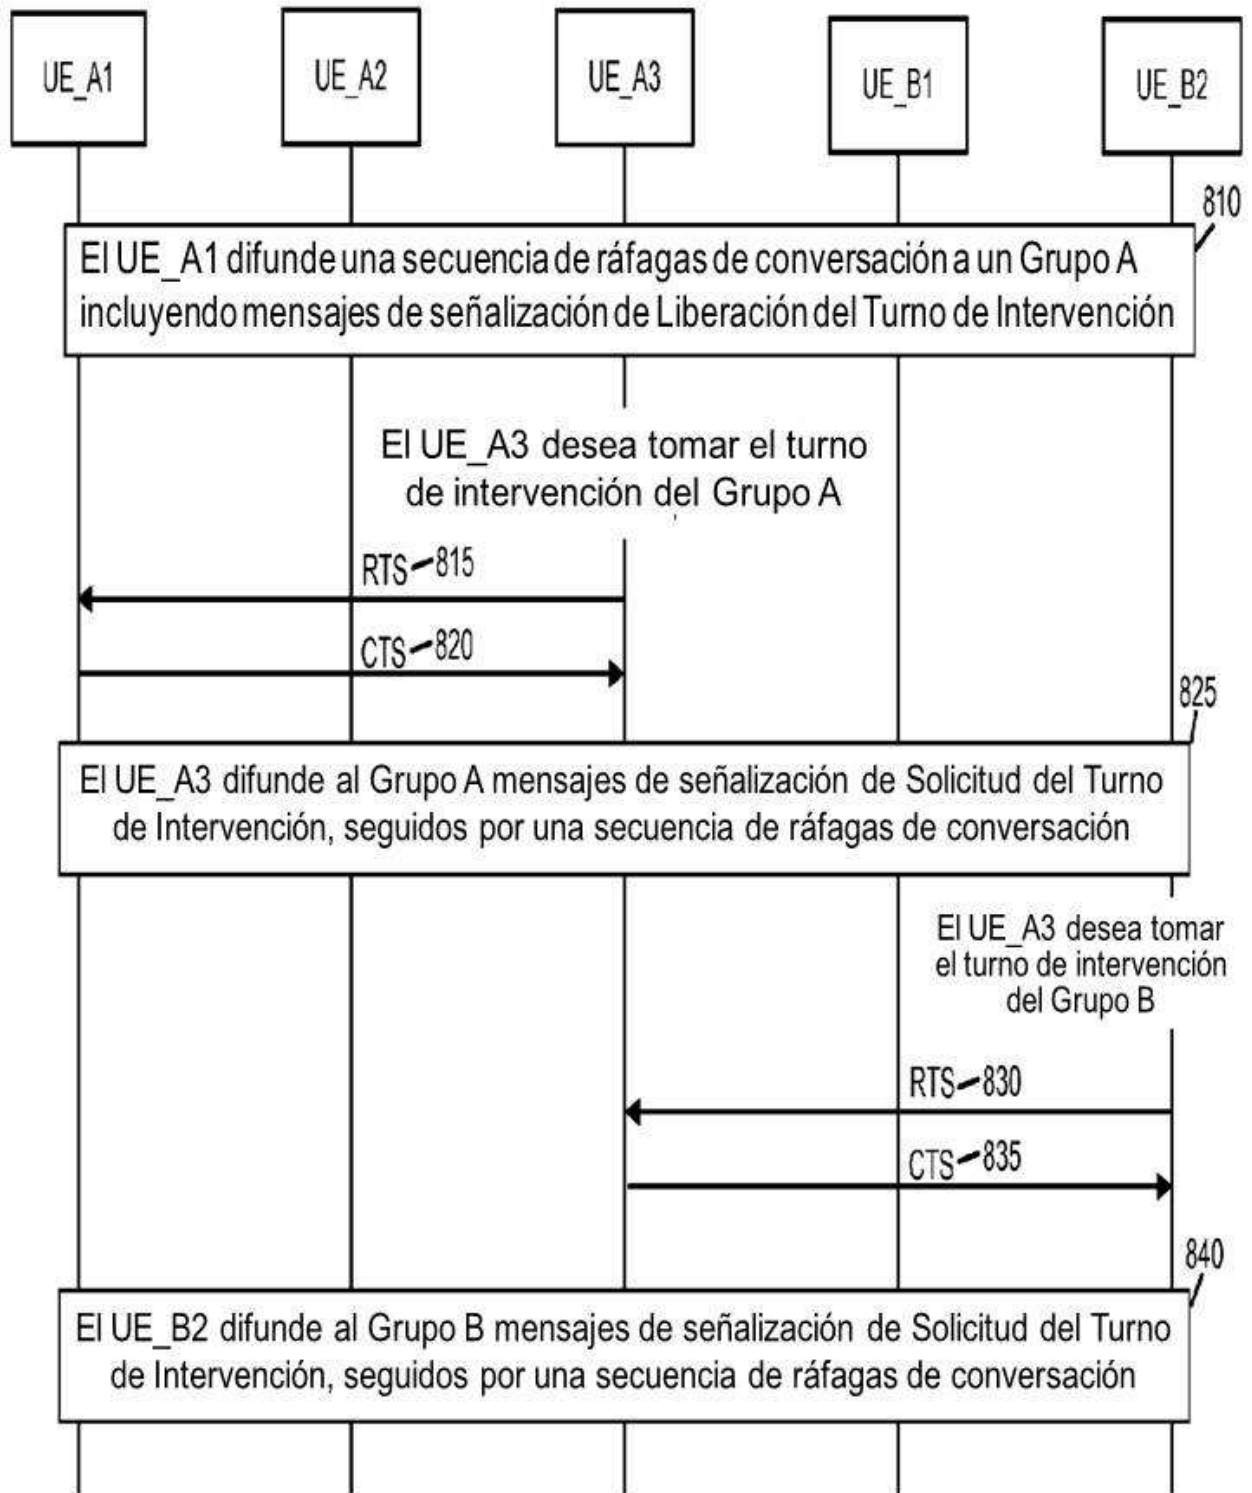 UE_A1
UE_A2
UE_A3
UE_B1
UE_B2
810
El UE_A1 difunde una secuencia de ráfagas de conversación a un Grupo A
incluyendo mensajes de señalización de Liberación del Turno de Intervención
El UE_A3 desea tomar el turno
de intervención del Grupo A
RTS 815
CTS 820
825
El UE_A3 difunde al Grupo A mensajes de señalización de Solicitud del Turno
de Intervención, seguidos por una secuencia de ráfagas de conversación
El UE_A3 desea tomar
el turno de intervención
del Grupo B
RTS 830
CTS 835
840
El UE_B2 difunde al Grupo B mensajes de señalización de Solicitud del Turno
de Intervención, seguidos por una secuencia de ráfagas de conversación